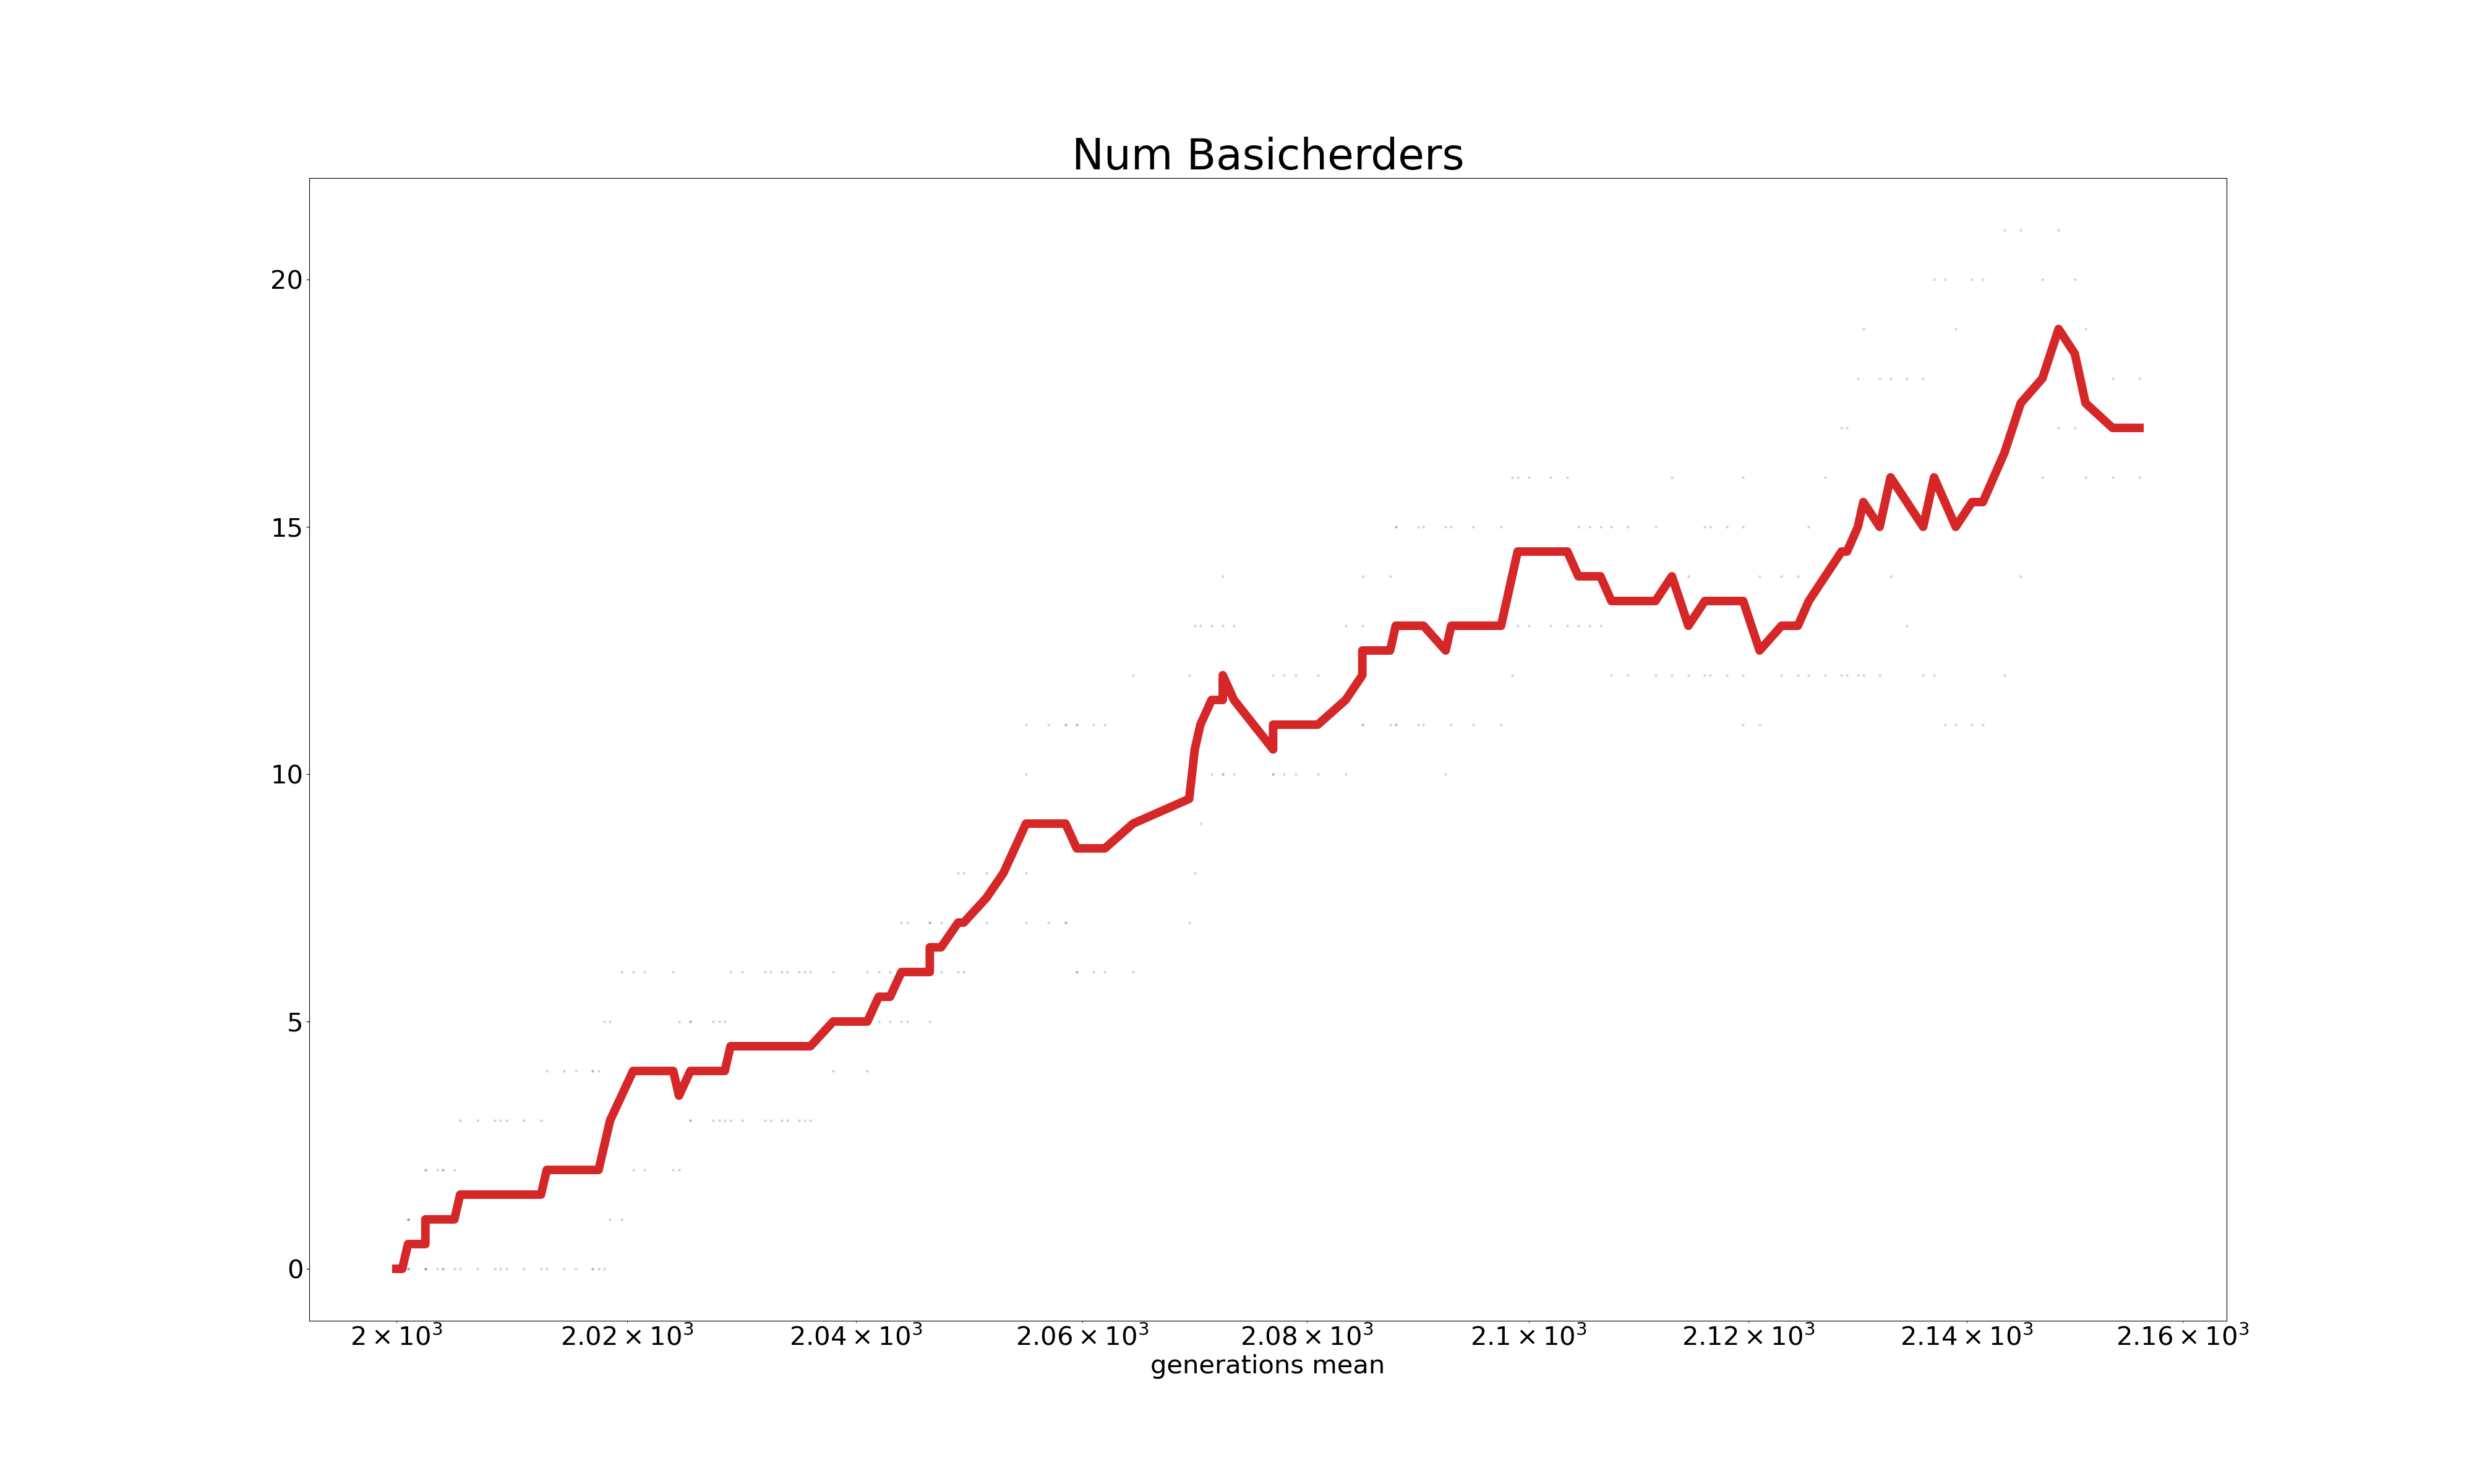 Num Basicherders
20
15
10
5
0
2 × 10³ 2.02 × 10³ 2.04 × 10³ 2.06 × 10³ 2.08 × 10³ 2.1 × 10³ 2.12 × 10³ 2.14 × 10³ 2.16 × 10³
generations mean